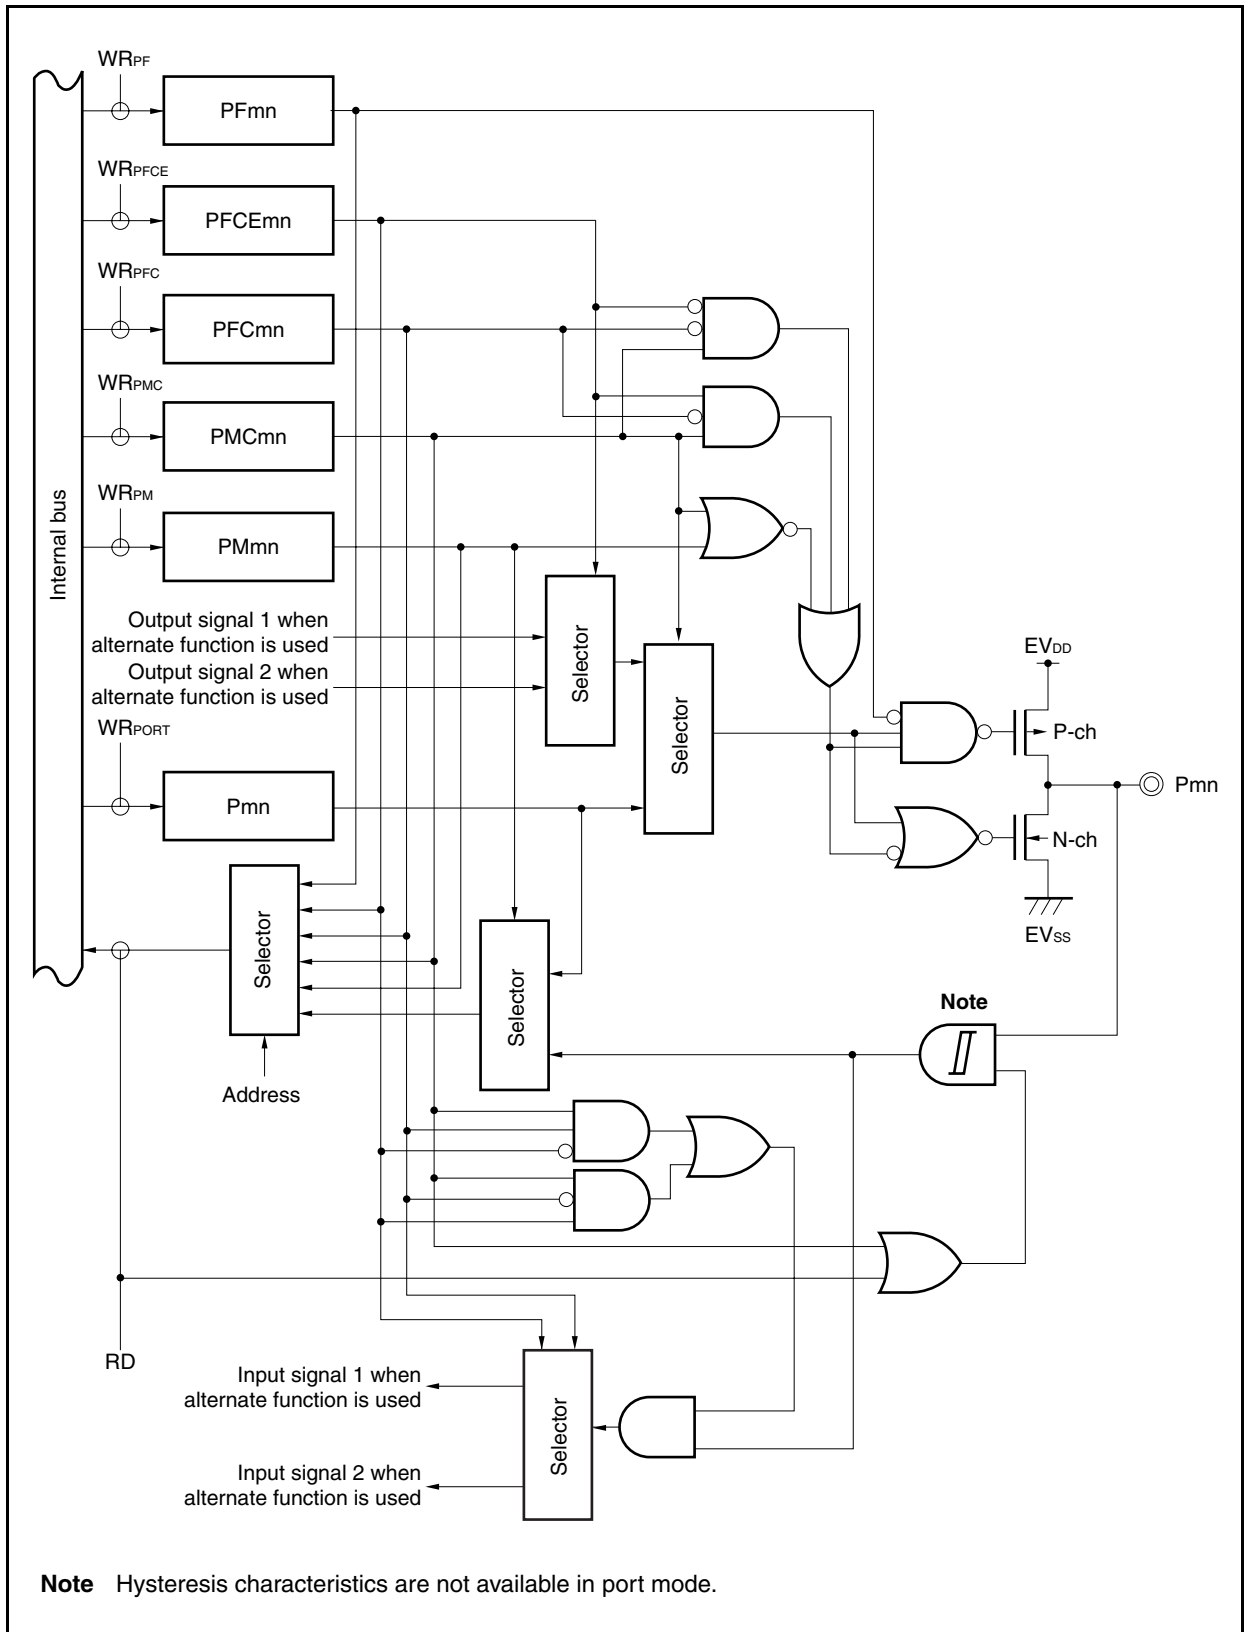 WRPF
PFmn
WRPFCE
PFCEmn
WRPFC
PFCmn
WRPMC
PMCmn
WRPM
PMmn
Internal bus
Output signal 1 when
alternate function is used
Output signal 2 when
alternate function is used
Selector
Selector
WRPORT
Pmn
EVDD
P-ch
Pmn
N-ch
EVSS
Selector
Selector
Address
Note
RD
Input signal 1 when
alternate function is used
Input signal 2 when
alternate function is used
Selector
Note Hysteresis characteristics are not available in port mode.